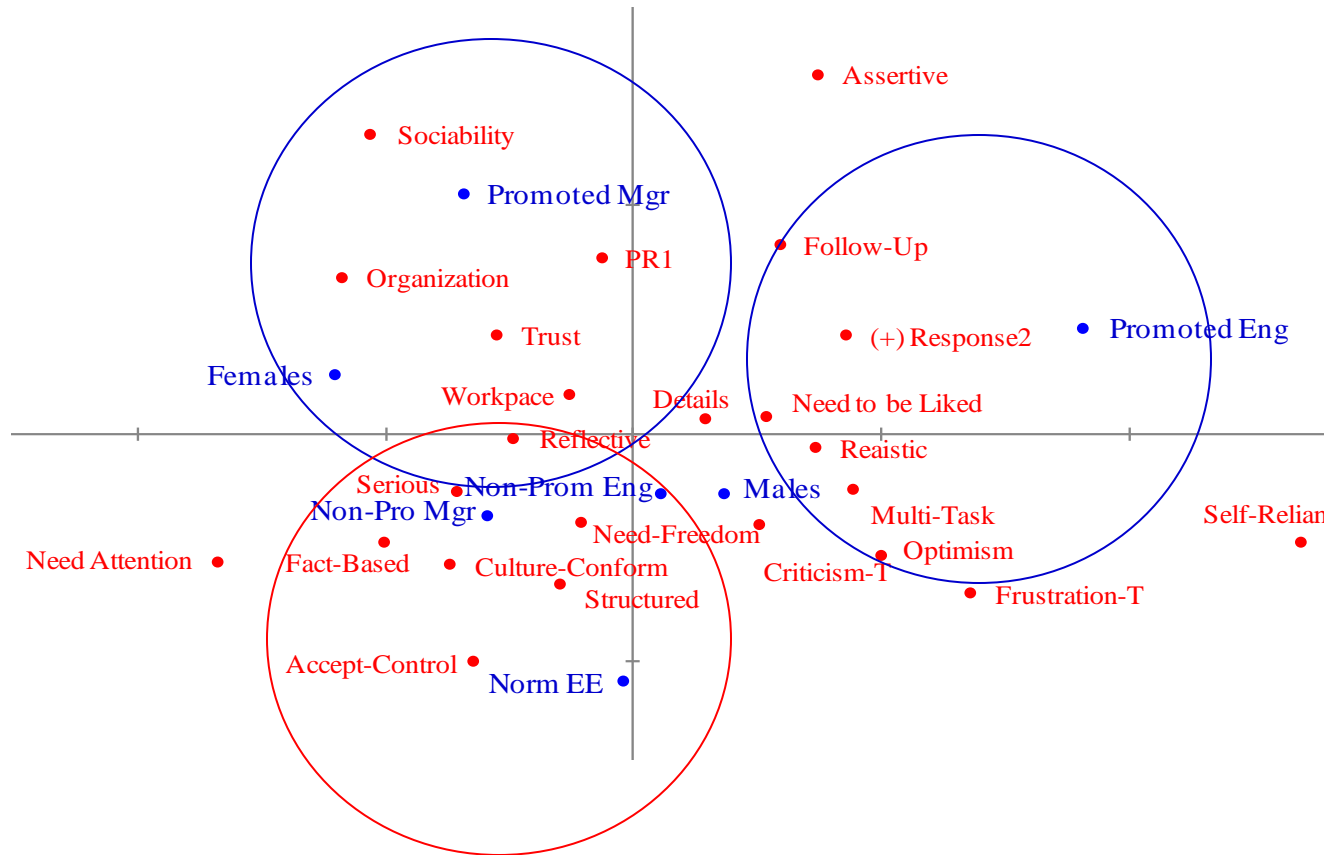 Assertive
Sociability
Promoted Mgr
Follow-Up
PR1
Organization
Promoted Eng
Trust
(+) Response2
Females
Workpace
Details
Need to be Liked
Reflective
Reaistic
Serious
Non-Prom Eng
Males
Non-Pro Mgr
Multi-Task
Self-Relian
Need-Freedom
Need Attention
Fact-Based
Culture-Conform
Criticism-T
Optimism
Structured
Frustration-T
Accept-Control
Norm EE